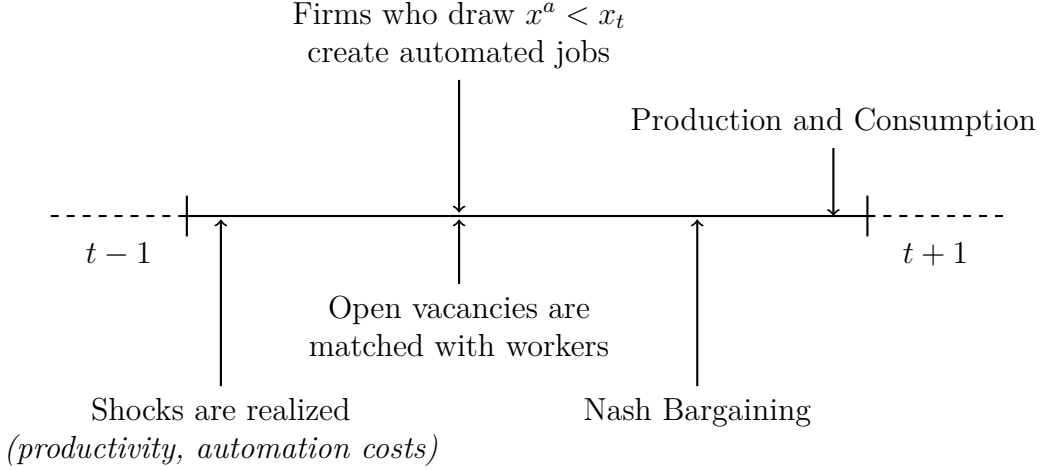 Firms who draw $x^a < x_t$
create automated jobs
Production and Consumption
$t-1$
$t+1$
Open vacancies are
matched with workers
Shocks are realized
(productivity, automation costs)
Nash Bargaining